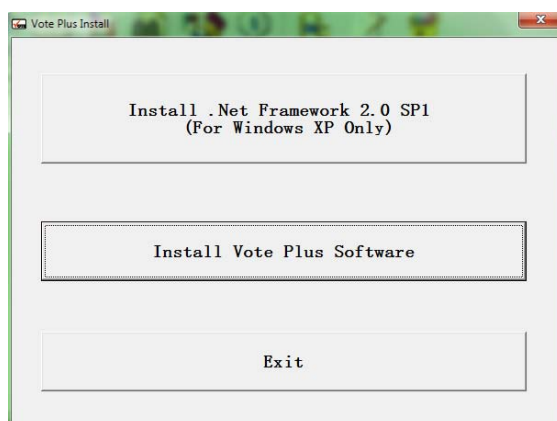 Vote Plus Install
Install .Net Framework 2.0 SP1
(For Windows XP Only)
Install Vote Plus Software
Exit